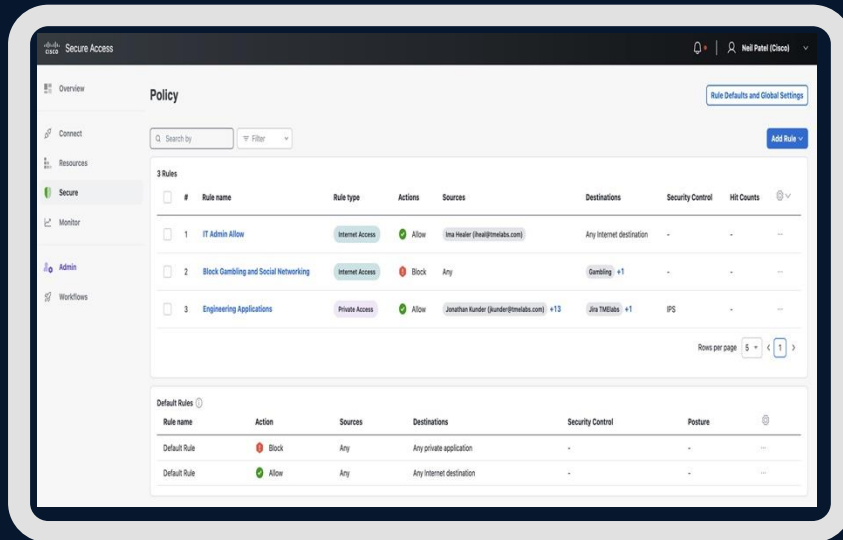 cisco Secure Access
Neil Patel (Cisco)
Overview
Connect
Resources
Secure
Monitor
Admin
Workflows
Policy
Rule Defaults and Global Settings
Search by
Filter
Add Rule
3 Rules
# Rule name Rule type Actions Sources Destinations Security Control Hit Counts
1 IT Admin Allow Internet Access Allow Ima Healer (iheal@tmelabs.com) Any Internet destination - - ...
2 Block Gambling and Social Networking Internet Access Block Any Gambling +1 - - ...
3 Engineering Applications Private Access Allow Jonathan Kunder (jkunder@tmelabs.com) +13 Jira TMElabs +1 IPS - ...
Rows per page 5 < 1 >
Default Rules
Rule name Action Sources Destinations Security Control Posture
Default Rule Block Any Any private application - - ...
Default Rule Allow Any Any Internet destination - - ...